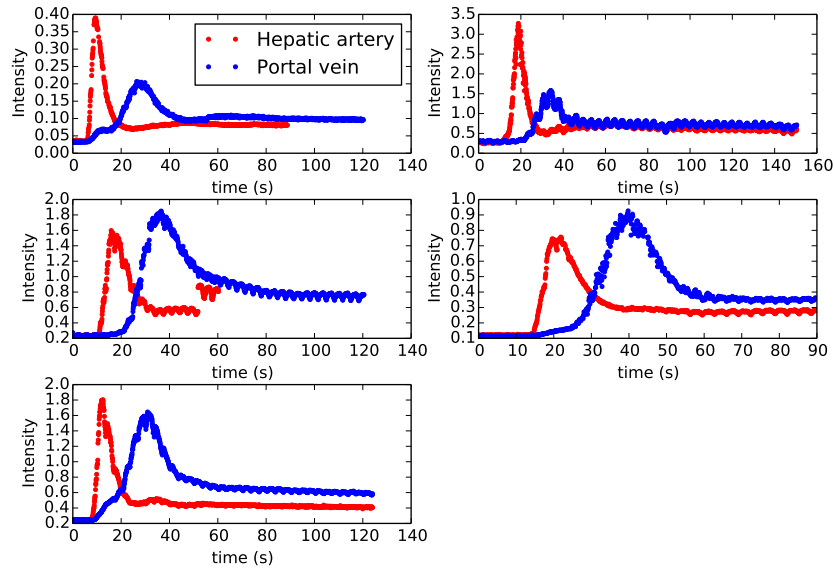 0.40
0.35
0.30
0.25
0.20
0.15
0.10
0.05
0.00
Intensity
Hepatic artery
Portal vein
0 20 40 60 80 100 120 140
time (s)
3.5
3.0
2.5
2.0
1.5
1.0
0.5
0.0
Intensity
0 20 40 60 80 100 120 140 160
time (s)
2.0
1.8
1.6
1.4
1.2
1.0
0.8
0.6
0.4
0.2
Intensity
0 20 40 60 80 100 120 140
time (s)
1.0
0.9
0.8
0.7
0.6
0.5
0.4
0.3
0.2
0.1
Intensity
0 10 20 30 40 50 60 70 80 90
time (s)
2.0
1.8
1.6
1.4
1.2
1.0
0.8
0.6
0.4
0.2
Intensity
0 20 40 60 80 100 120 140
time (s)